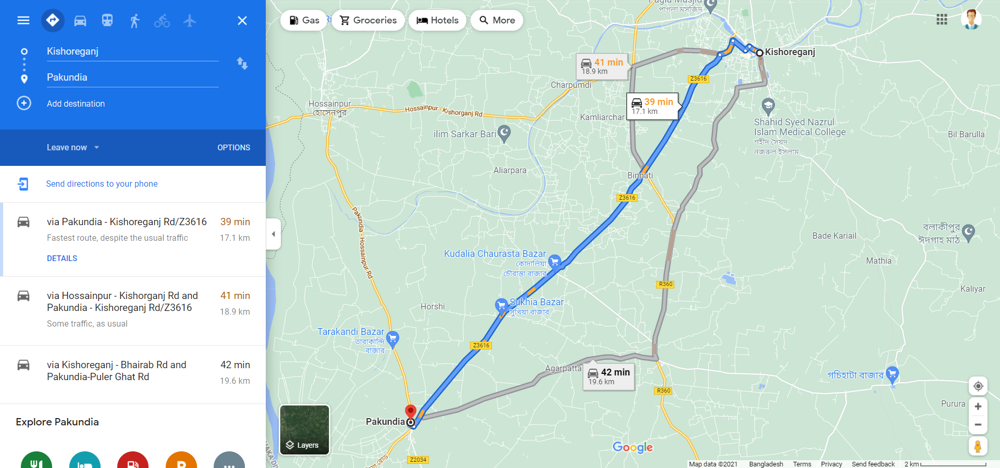 Kishoreganj
Pakundia
Add destination
Leave now
OPTIONS
Send directions to your phone
via Pakundia - Kishoreganj Rd/Z3616
39 min
Fastest route, despite the usual traffic
17.1 km
DETAILS
via Hossainpur - Kishorganj Rd and
Pakundia - Kishoreganj Rd/Z3616
41 min
18.9 km
Some traffic, as usual
via Kishoreganj - Bhairab Rd and
Pakundia-Puler Ghat Rd
42 min
19.6 km
Explore Pakundia
Gas
Groceries
Hotels
More
Pagla Masjid
পাগলা মসজিদ
Kishoreganj
41 min
18.9 km
Charpumdi
Z3616
39 min
17.1 km
Hossainpur
হোসেনপুর
Hossainpur - Kishorganj Rd
Kamliarchar
Shahid Syed Nazrul
Islam Medical College
শহীদ সৈয়দ
নজরুল ইসলাম...
ilim Sarkar Bari
Bil Barulla
Aliarpara
Binnati
Z3616
Pakundia - Hossainpur Rd
বলাকীপুর
ঈদগাহ মাঠ
Bade Kariail
Mathia
Kudalia Chaurasta Bazar
কোদালিয়া
চৌরাস্তা বাজার
R360
Kaliyar
Sukhia Bazar
সুখিয়া বাজার
Horshi
Tarakandi Bazar
তারাকান্দি
বাজার
Z3616
Agarpatta
42 min
19.6 km
গচিহাটা বাজার
R360
Purura
Pakundia
Layers
Z2034
Google
Map data ©2021
Bangladesh
Terms
Privacy
Send feedback
2 km